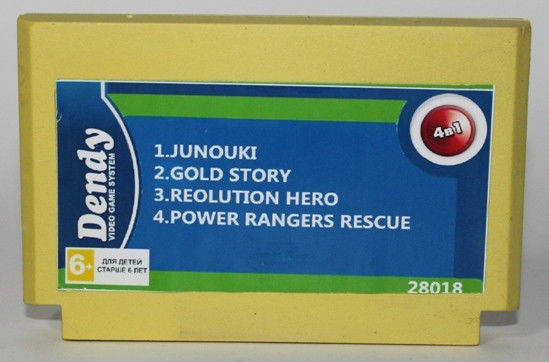 4в1
Dendy
VIDEO GAME SYSTEM
1.JUNOUKI
2.GOLD STORY
3.REOLUTION HERO
4.POWER RANGERS RESCUE
6+
ДЛЯ ДЕТЕЙ
СТАРШЕ 6 ЛЕТ
28018